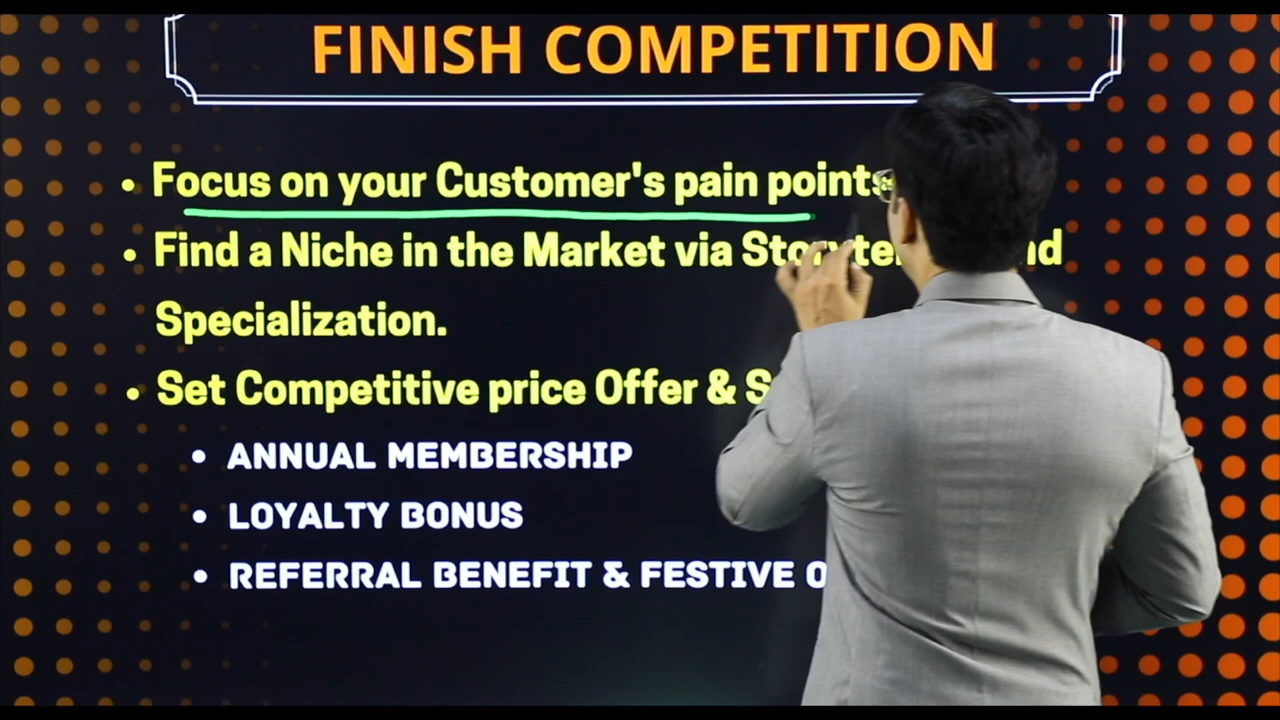 FINISH COMPETITION
• Focus on your Customer's pain points
• Find a Niche in the Market via
Specialization.
• Set Competitive price Offer &
• ANNUAL MEMBERSHIP
• LOYALTY BONUS
• REFERRAL BENEFIT & FESTIVE